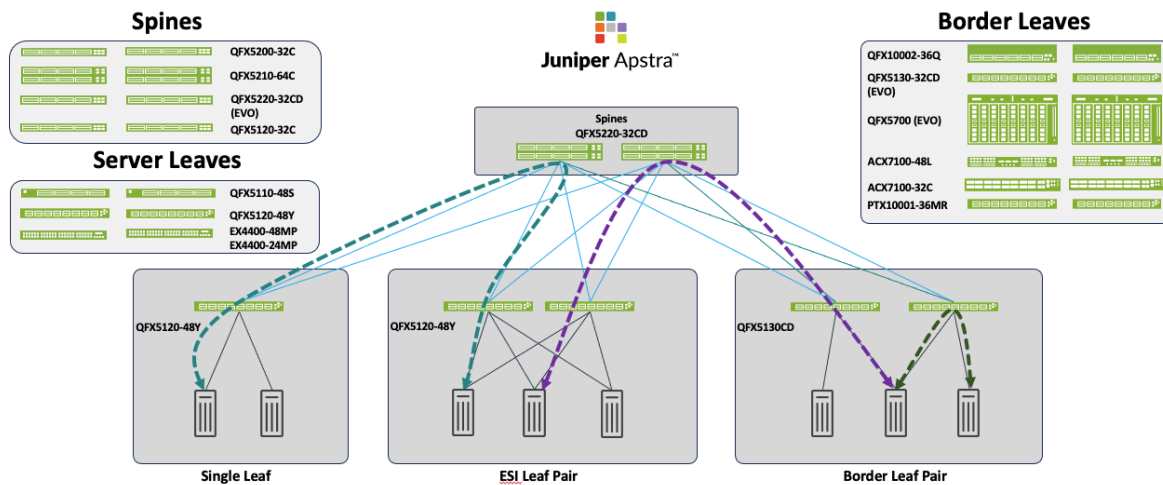 Spines
QFX5200-32C
QFX5210-64C
QFX5220-32CD
(EVO)
QFX5120-32C
Server Leaves
QFX5110-48S
QFX5120-48Y
EX4400-48MP
EX4400-24MP
Juniper Apstra™
Border Leaves
QFX10002-36Q
QFX5130-32CD
(EVO)
QFX5700 (EVO)
ACX7100-48L
ACX7100-32C
PTX10001-36MR
Spines
QFX5220-32CD
QFX5120-48Y
QFX5120-48Y
QFX5130CD
Single Leaf
ESI Leaf Pair
Border Leaf Pair